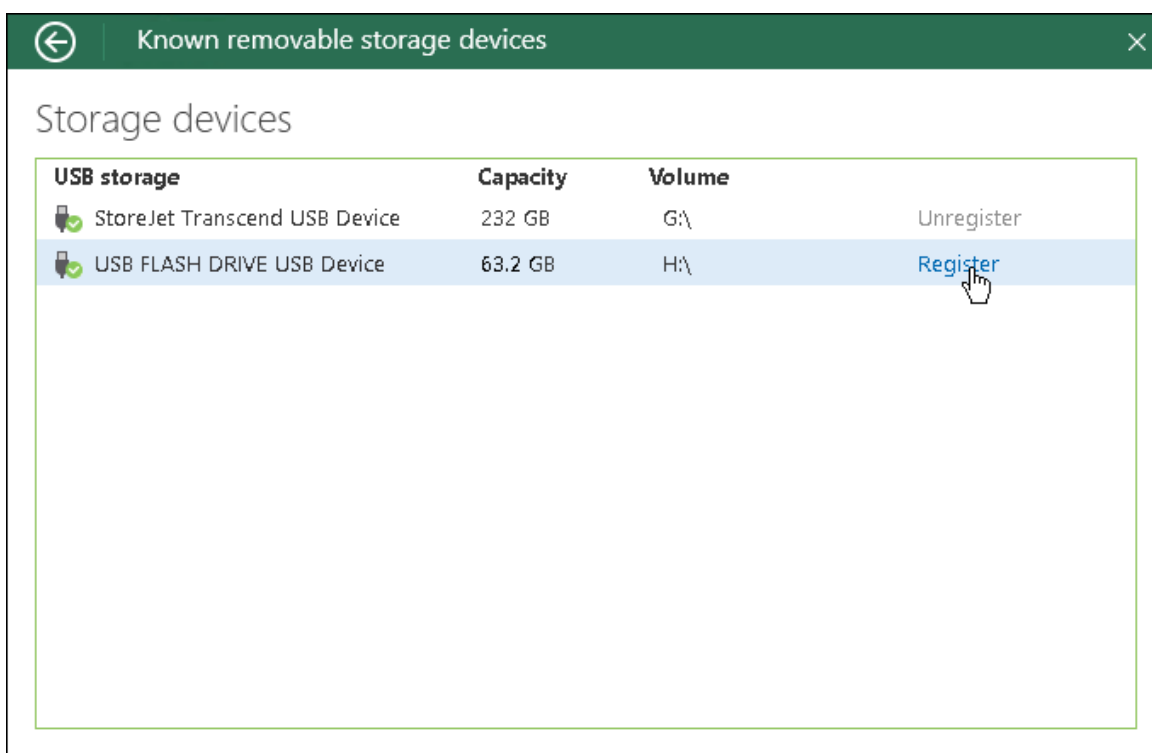 Known removable storage devices
Storage devices
USB storage Capacity Volume
StoreJet Transcend USB Device 232 GB G:\ Unregister
USB FLASH DRIVE USB Device 63.2 GB H:\ Register